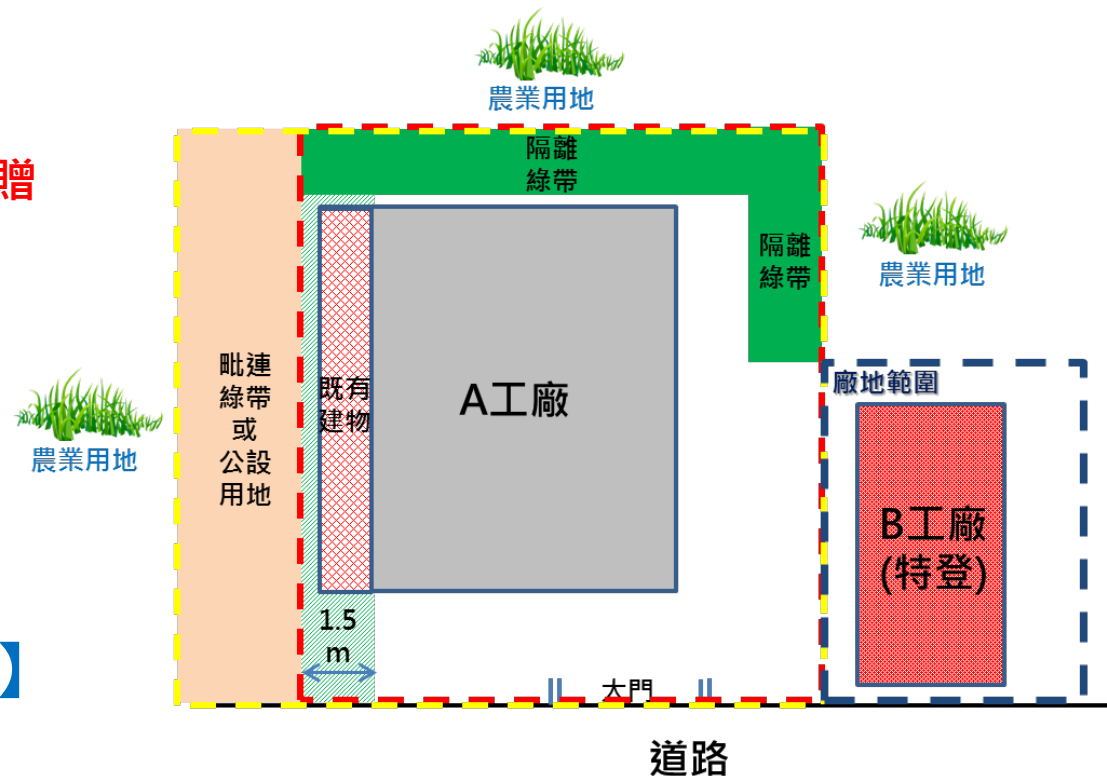 農業用地
贈
隔離
綠帶
隔離
綠帶
農業用地
毗連
綠帶
或
公設
用地
既有
建物
A工廠
廠地範圍
農業用地
B工廠
(特登)
1.5
m
】
大門
道路